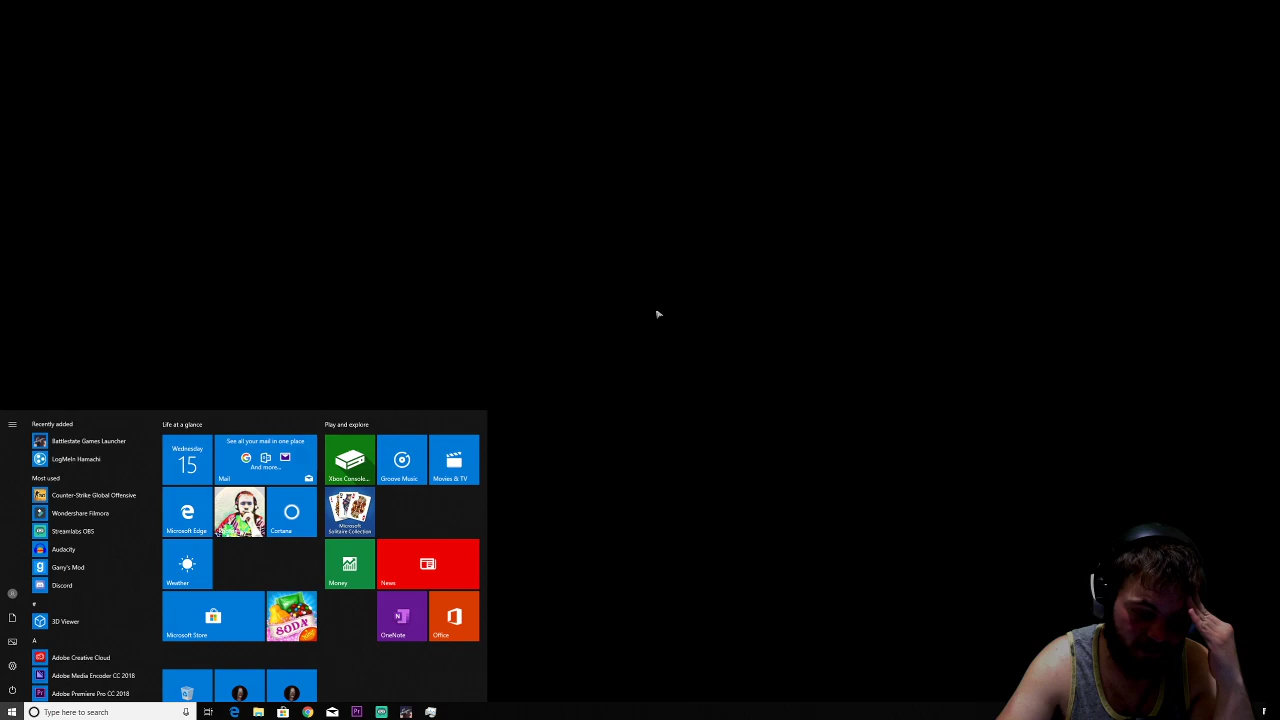 Recently added
Battlestate Games Launcher
LogMeIn Hamachi
Most used
Counter-Strike Global Offensive
Wondershare Filmora
Streamlabs OBS
Audacity
Garry's Mod
Discord
#
3D Viewer
A
Adobe Creative Cloud
Adobe Media Encoder CC 2018
Adobe Premiere Pro CC 2018
Life at a glance
Wednesday
15
See all your mail in one place
And more...
Mail
Microsoft Edge
Cortana
Weather
Microsoft Store
SODA
Play and explore
Xbox Console...
Groove Music
Movies & TV
Microsoft
Solitaire Collection
Money
News
OneNote
Office
Type here to search